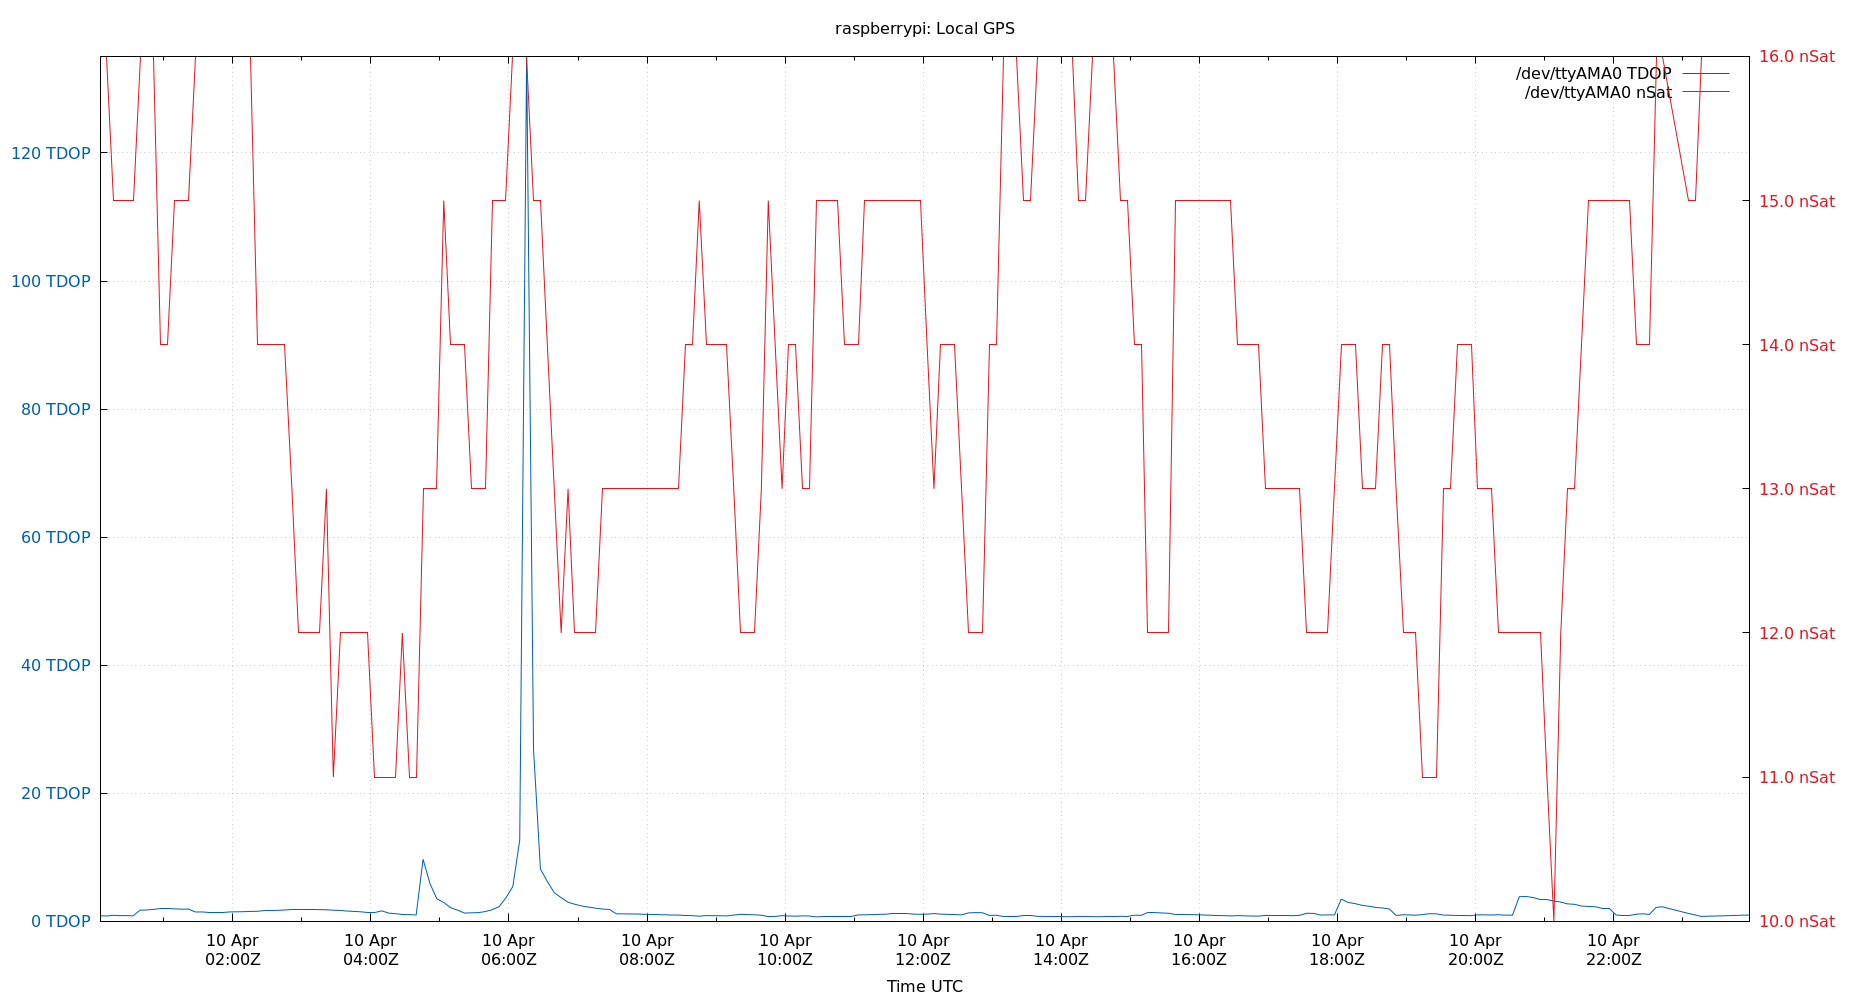 raspberrypi: Local GPS
/dev/ttyAMA0 TDOP
/dev/ttyAMA0 nSat
120 TDOP
100 TDOP
80 TDOP
60 TDOP
40 TDOP
20 TDOP
0 TDOP
16.0 nSat
15.0 nSat
14.0 nSat
13.0 nSat
12.0 nSat
11.0 nSat
10.0 nSat
10 Apr 10 Apr 10 Apr 10 Apr 10 Apr 10 Apr 10 Apr 10 Apr 10 Apr 10 Apr 10 Apr
02:00Z 04:00Z 06:00Z 08:00Z 10:00Z 12:00Z 14:00Z 16:00Z 18:00Z 20:00Z 22:00Z
Time UTC